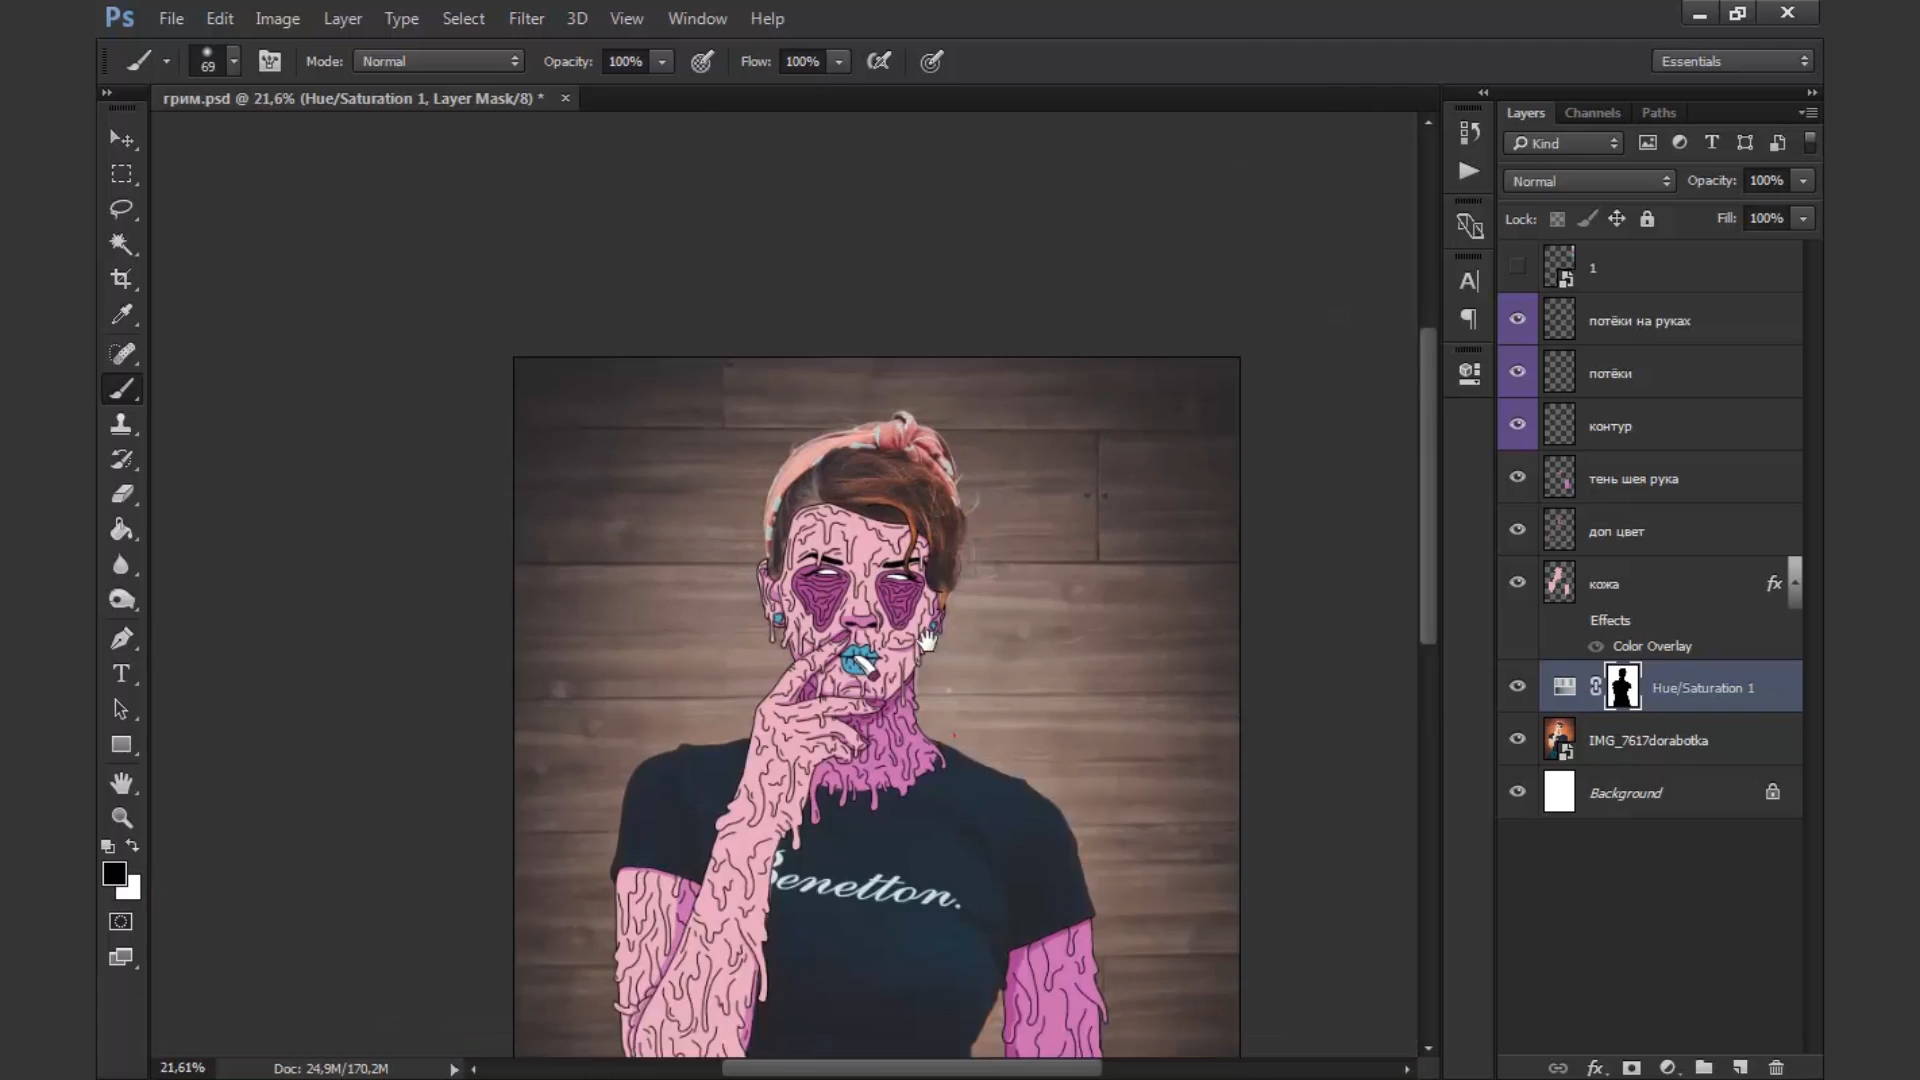 Ps File Edit Image Layer Type Select Filter 3D View Window Help
69 Mode: Normal Opacity: 100% Flow: 100% Essentials
грим.psd @ 21,6% (Hue/Saturation 1, Layer Mask/8) *
Layers Channels Paths
Kind
Normal Opacity: 100%
Lock: Fill: 100%
1
потёки на руках
потёки
контур
тень шея рука
доп цвет
кожа fx
Effects
Color Overlay
Hue/Saturation 1
IMG_7617dorabotka
Background
Benetton.
21,61% Doc: 24,9M/170,2M